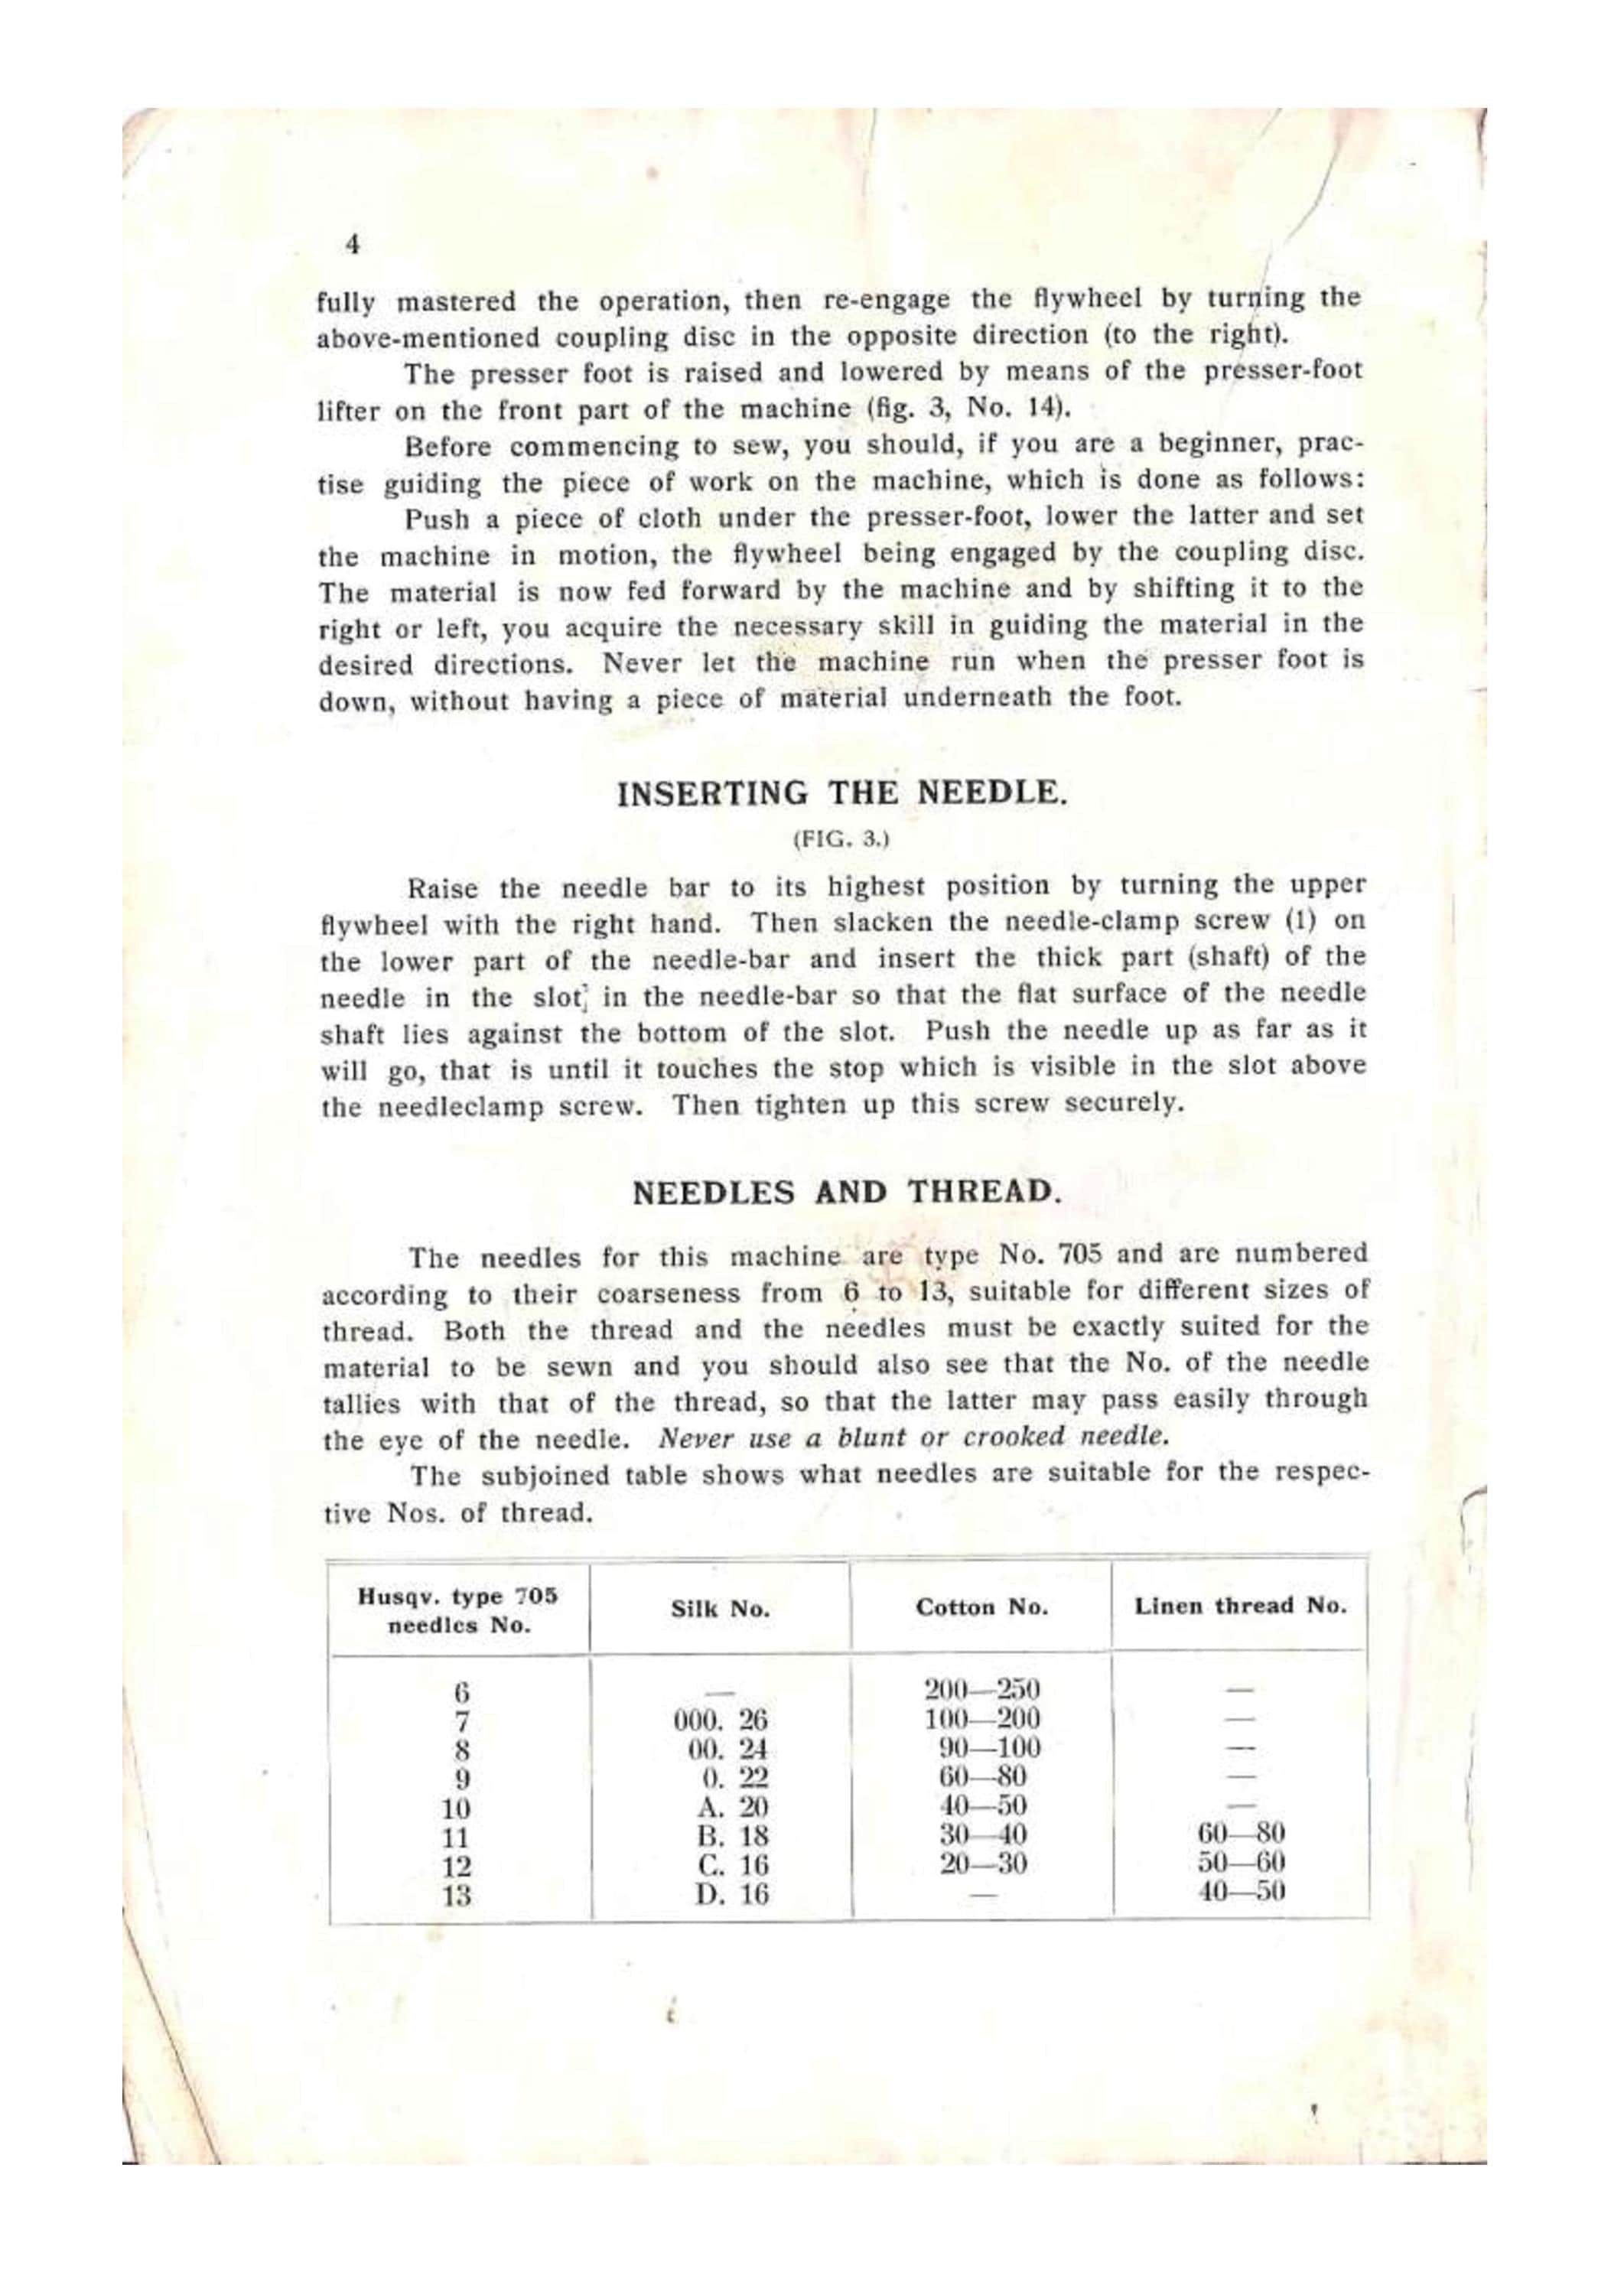 4
fully mastered the operation, then re-engage the flywheel by turning the
above-mentioned coupling disc in the opposite direction (to the right).
The presser foot is raised and lowered by means of the presser-foot
lifter on the front part of the machine (fig. 3, No. 14).
Before commencing to sew, you should, if you are a beginner, prac-
tise guiding the piece of work on the machine, which is done as follows:
Push a piece of cloth under the presser-foot, lower the latter and set
the machine in motion, the flywheel being engaged by the coupling disc.
The material is now fed forward by the machine and by shifting it to the
right or left, you acquire the necessary skill in guiding the material in the
desired directions. Never let the machine run when the presser foot is
down, without having a piece of material underneath the foot.
INSERTING THE NEEDLE.
(FIG. 3.)
Raise the needle bar to its highest position by turning the upper
flywheel with the right hand. Then slacken the needle-clamp screw (1) on
the lower part of the needle-bar and insert the thick part (shaft) of the
needle in the slot in the needle-bar so that the flat surface of the needle
shaft lies against the bottom of the slot. Push the needle up as far as it
will go, that is until it touches the stop which is visible in the slot above
the needleclamp screw. Then tighten up this screw securely.
NEEDLES AND THREAD.
The needles for this machine are type No. 705 and are numbered
according to their coarseness from 6 to 13, suitable for different sizes of
thread. Both the thread and the needles must be exactly suited for the
material to be sewn and you should also see that the No. of the needle
tallies with that of the thread, so that the latter may pass easily through
the eye of the needle. Never use a blunt or crooked needle.
The subjoined table shows what needles are suitable for the respec-
tive Nos. of thread.
Husqv. type 705 needles No. Silk No. Cotton No. Linen thread No.
6 — 200—250 —
7 000. 26 100—200 —
8 00. 24 90—100 —
9 0. 22 60—80 —
10 A. 20 40—50 —
11 B. 18 30—40 60—80
12 C. 16 20—30 50—60
13 D. 16 — 40—50